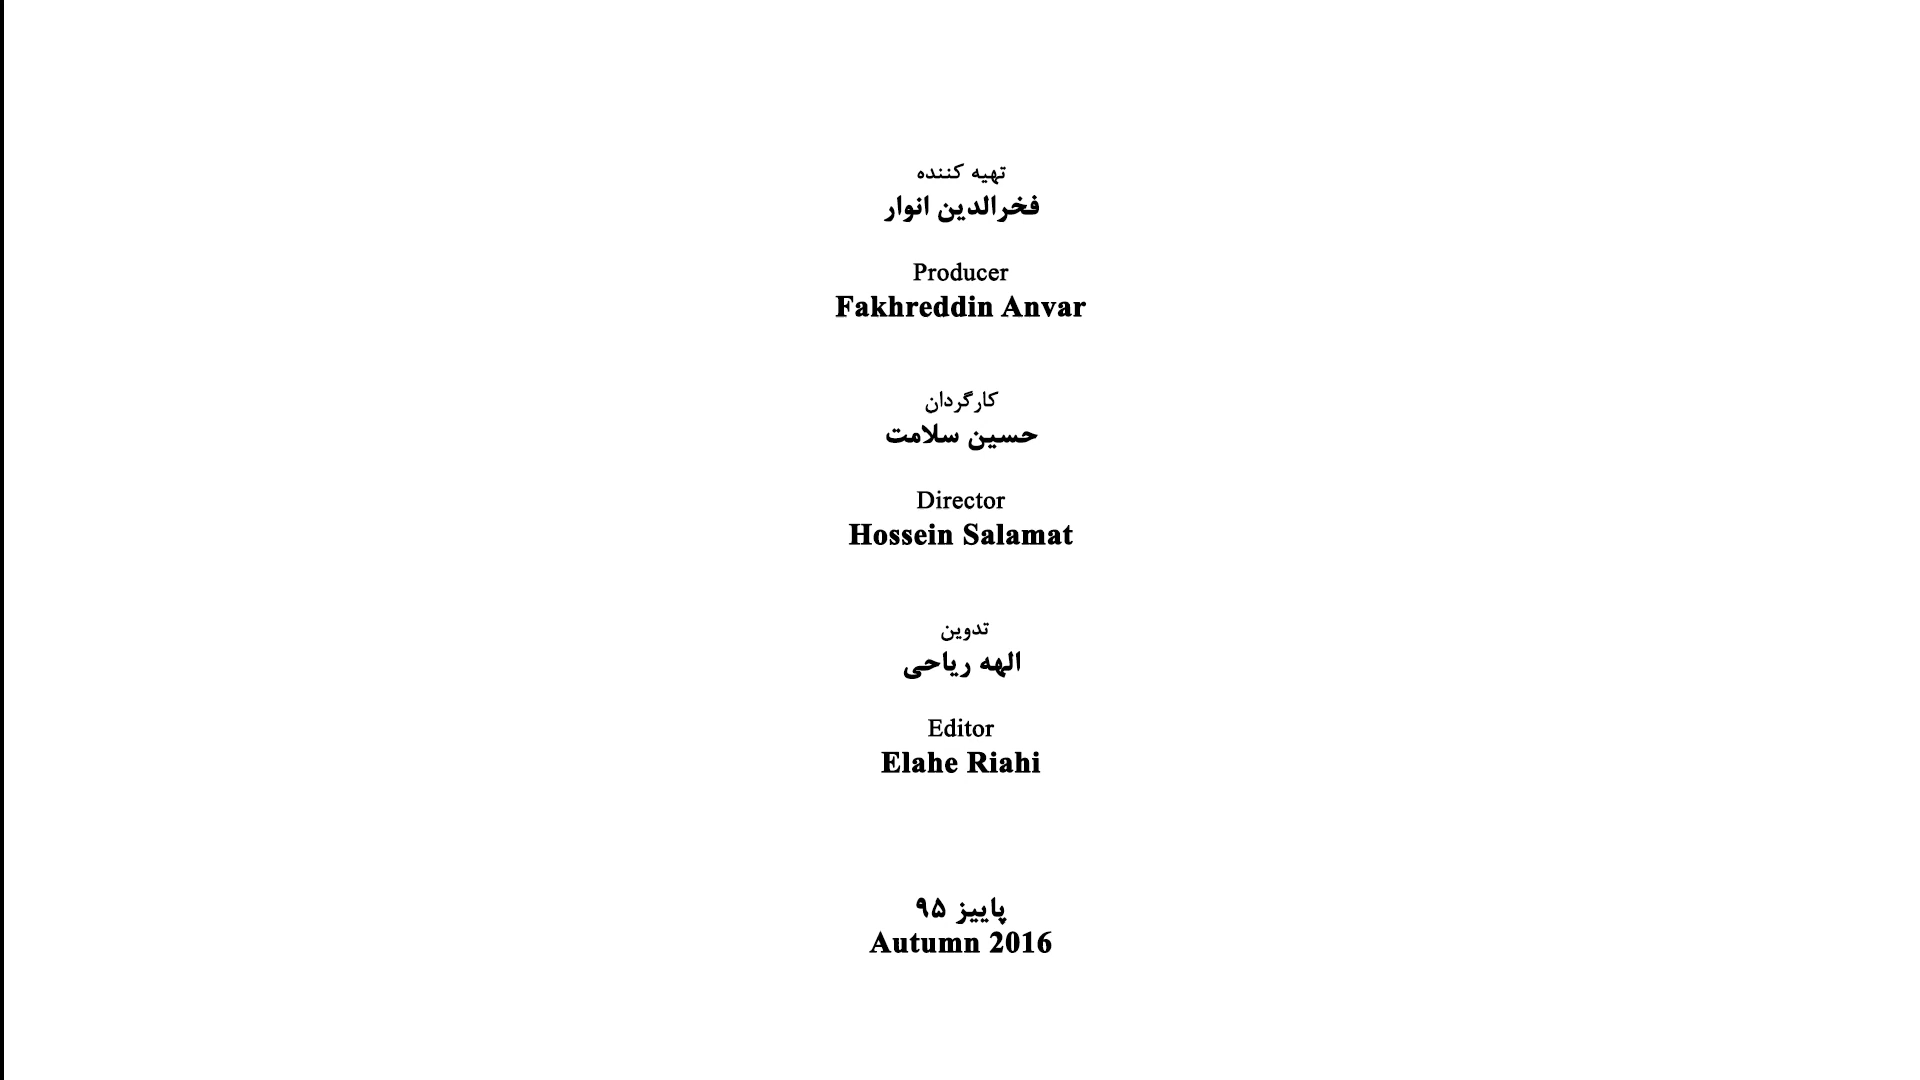 تهیه کننده
فخرالدین انوار
Producer
Fakhreddin Anvar
کارگردان
حسین سلامت
Director
Hossein Salamat
تدوین
الهه ریاحی
Editor
Elahe Riahi
پاییز ۹۵
Autumn 2016